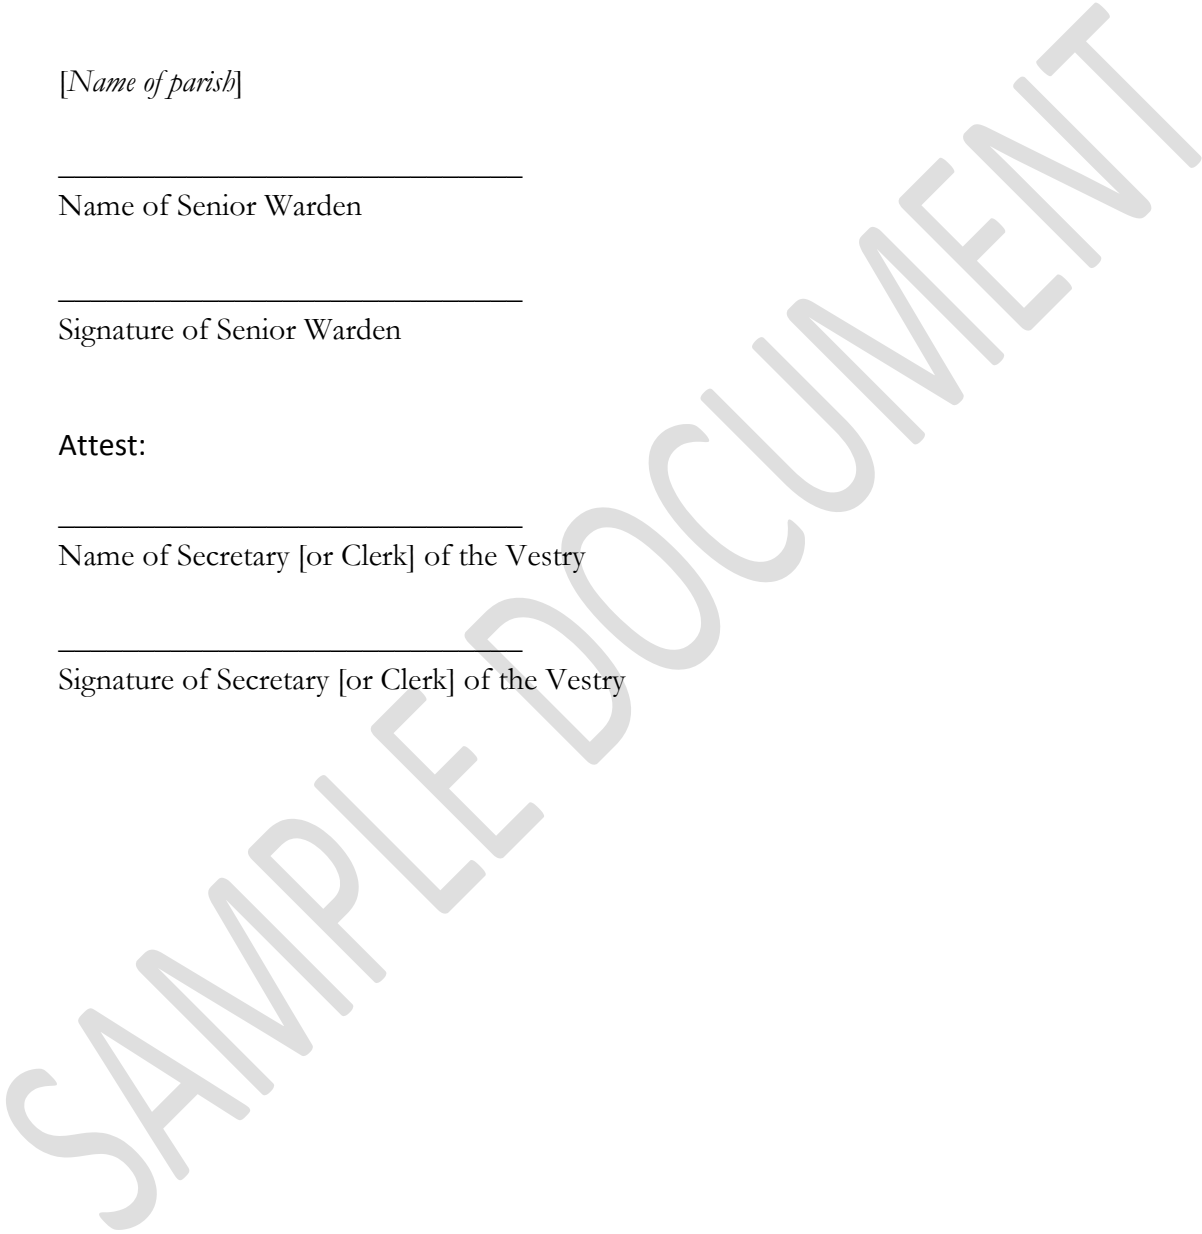 [Name of parish]
Name of Senior Warden
Signature of Senior Warden
Attest:
Name of Secretary [or Clerk] of the Vestry
Signature of Secretary [or Clerk] of the Vestry
SAMPLE DOCUMENT